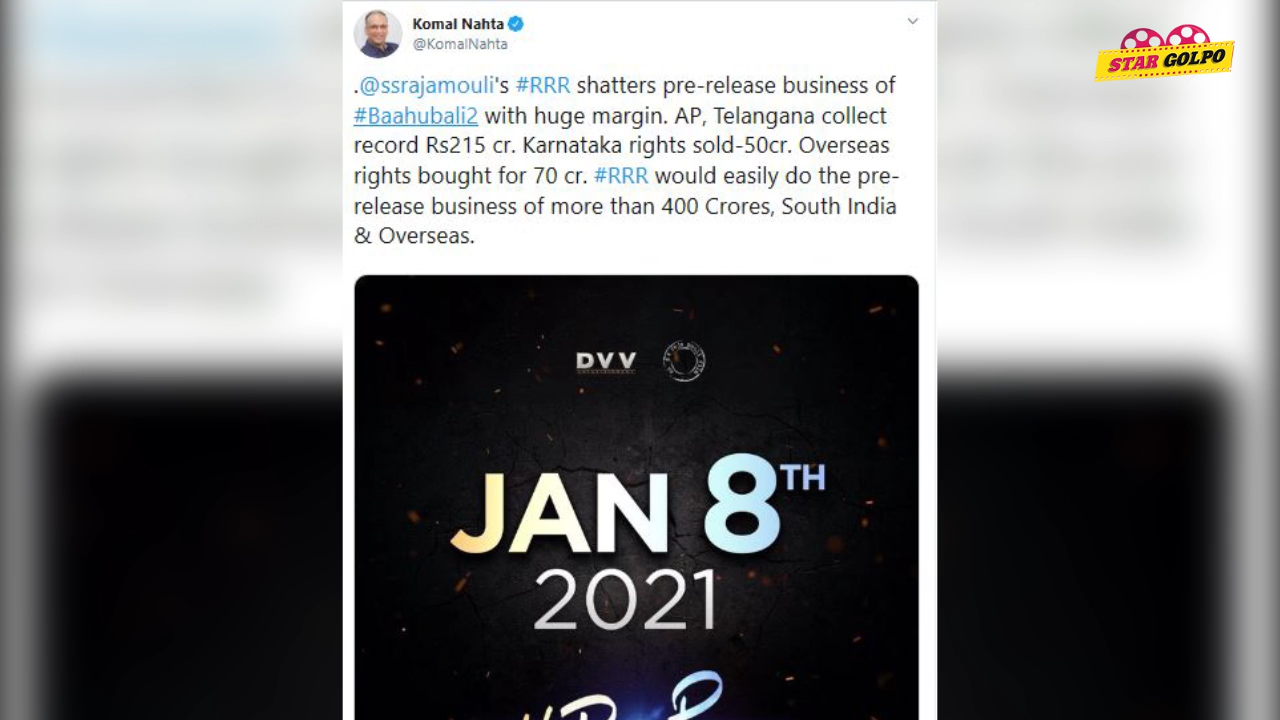 Komal Nahta
@KomalNahta
STAR GOLPO
.@ssrajamouli's #RRR shatters pre-release business of
#Baahubali2 with huge margin. AP, Telangana collect
record Rs215 cr. Karnataka rights sold-50cr. Overseas
rights bought for 70 cr. #RRR would easily do the pre-
release business of more than 400 Crores, South India
& Overseas.
DVV
ENTERTAINMENT
JAN 8TH
2021